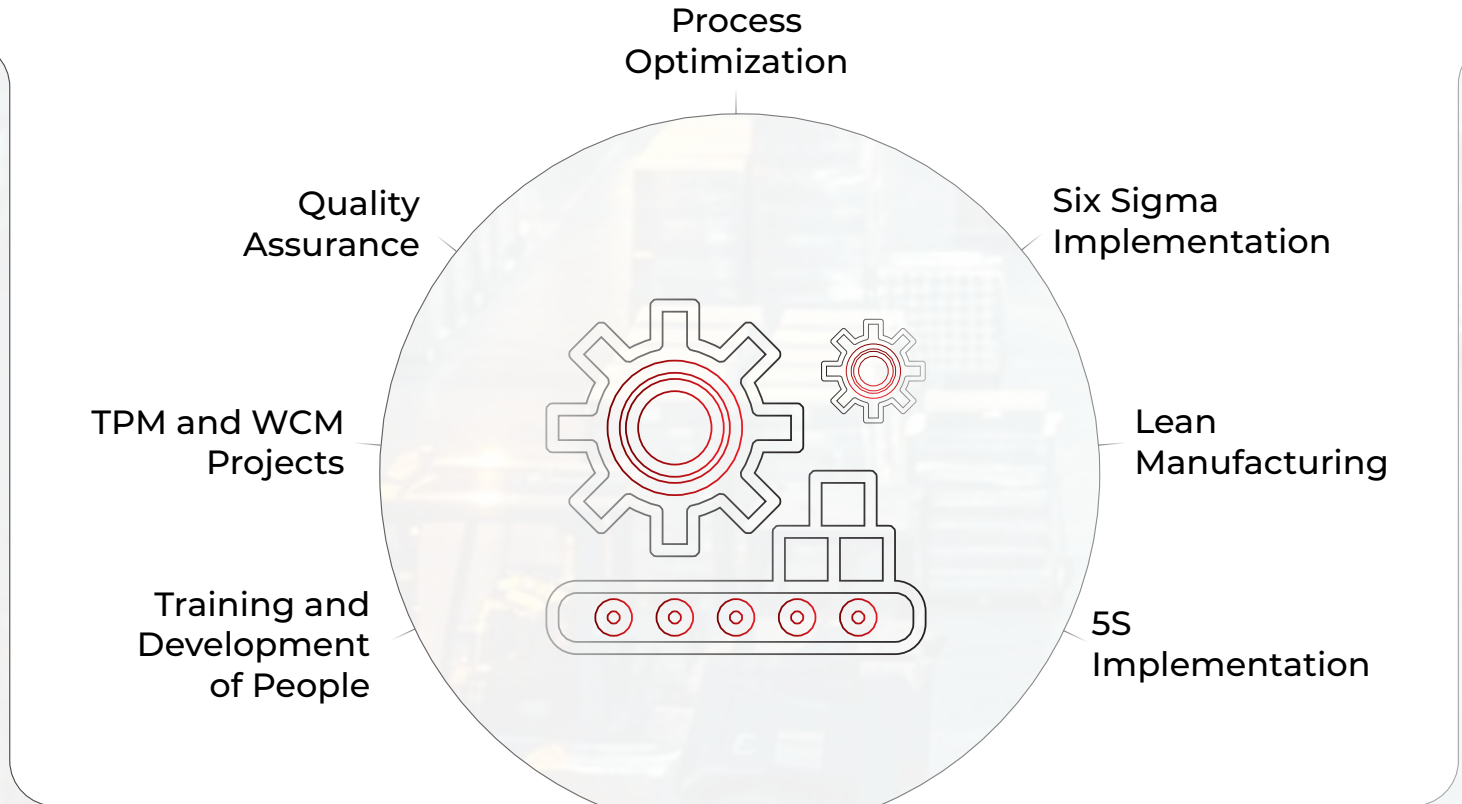 Process
Optimization
Quality
Assurance
Six Sigma
Implementation
TPM and WCM
Projects
Lean
Manufacturing
Training and
Development
of People
5S
Implementation